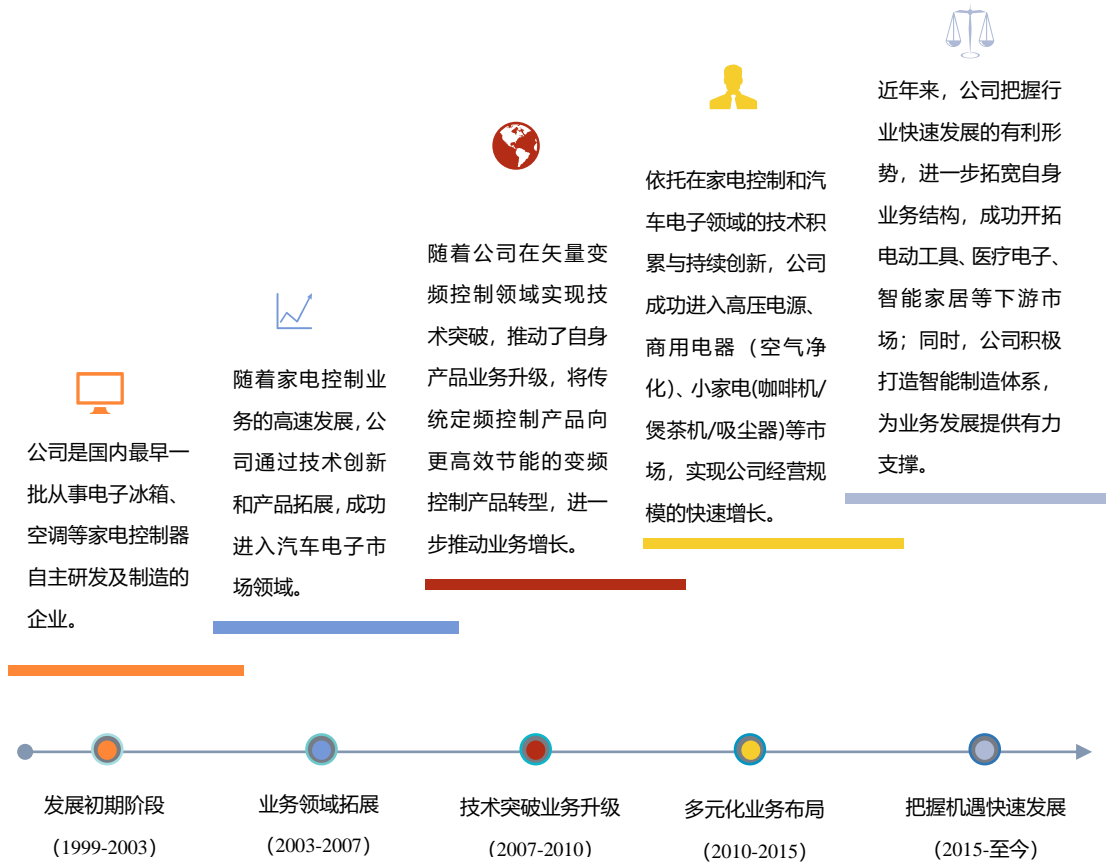 公司是国内最早一
批从事电子冰箱、
空调等家电控制器
自主研发及制造的
企业。
随着家电控制业
务的高速发展,公
司通过技术创新
和产品拓展,成功
进入汽车电子市
场领域。
随着公司在矢量变
频控制领域实现技
术突破，推动了自身
产品业务升级，将传
统定频控制产品向
更高效节能的变频
控制产品转型，进一
步推动业务增长。
依托在家电控制和汽
车电子领域的技术积
累与持续创新，公司
成功进入高压电源、
商用电器（空气净
化）、小家电(咖啡机/
煲茶机/吸尘器)等市
场，实现公司经营规
模的快速增长。
近年来，公司把握行
业快速发展的有利形
势，进一步拓宽自身
业务结构，成功开拓
电动工具、医疗电子、
智能家居等下游市
场；同时，公司积极
打造智能制造体系，
为业务发展提供有力
支撑。
发展初期阶段
（1999-2003）
业务领域拓展
（2003-2007）
技术突破业务升级
（2007-2010）
多元化业务布局
（2010-2015）
把握机遇快速发展
（2015-至今）